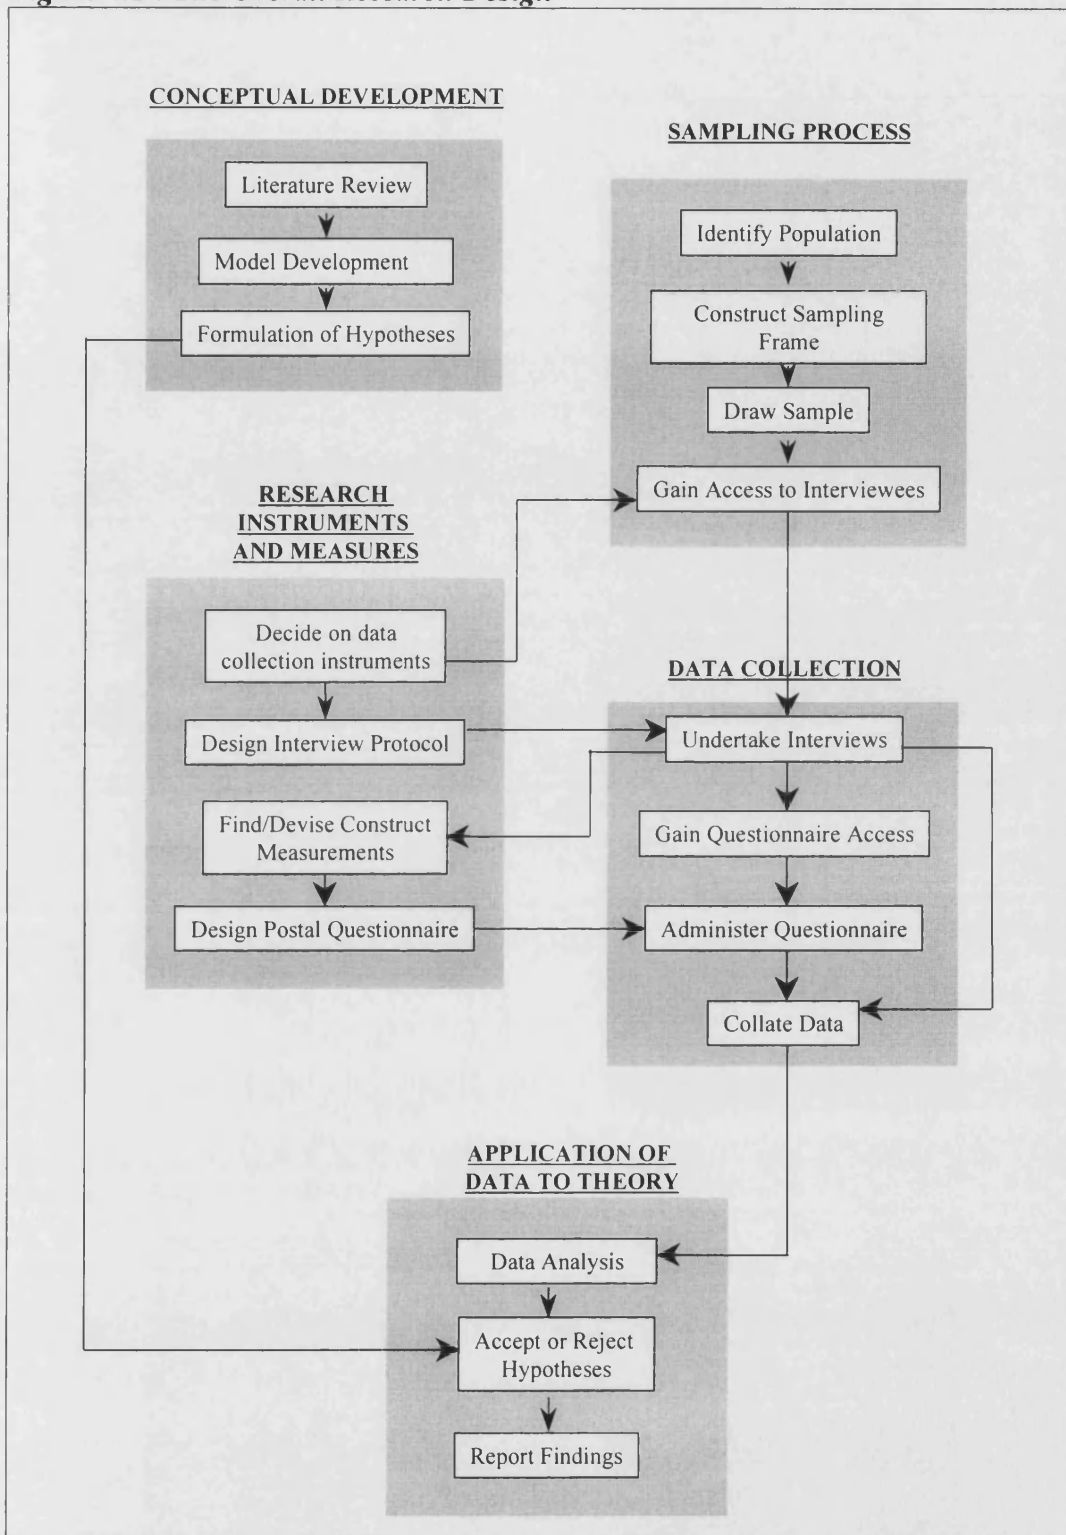 Research Design
CONCEPTUAL DEVELOPMENT
Literature Review
Model Development
Formulation of Hypotheses
SAMPLING PROCESS
Identify Population
Construct Sampling
Frame
Draw Sample
Gain Access to Interviewees
RESEARCH
INSTRUMENTS
AND MEASURES
Decide on data
collection instruments
Design Interview Protocol
Find/Devise Construct
Measurements
Design Postal Questionnaire
DATA COLLECTION
Undertake Interviews
Gain Questionnaire Access
Administer Questionnaire
Collate Data
APPLICATION OF
DATA TO THEORY
Data Analysis
Accept or Reject
Hypotheses
Report Findings